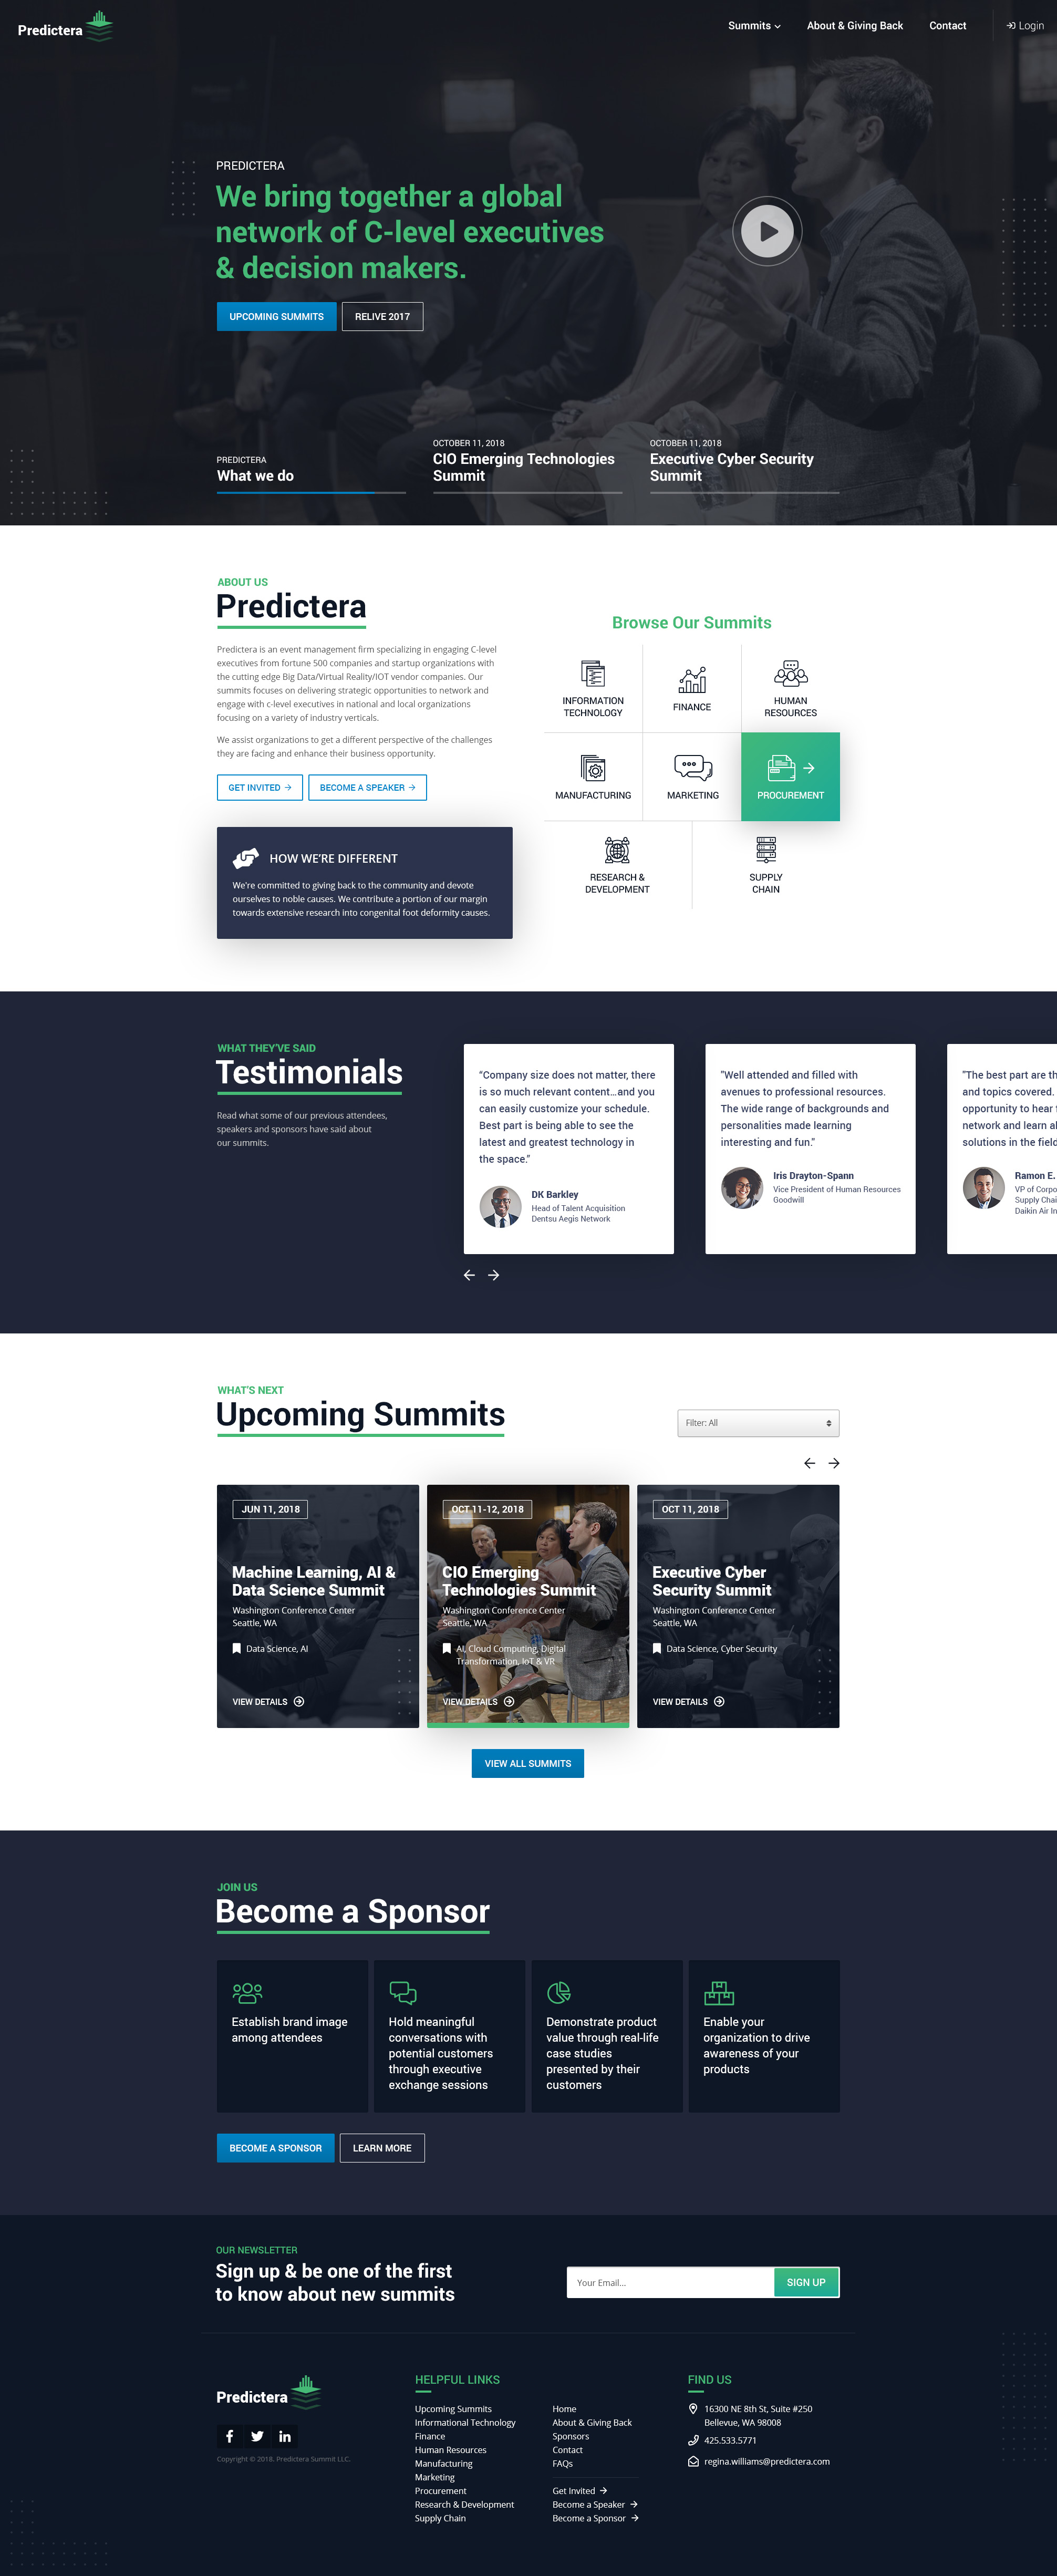 Predictera
Summits
About & Giving Back
Contact
Login
PREDICTERA
We bring together a global
network of C-level executives
& decision makers.
UPCOMING SUMMITS
RELIVE 2017
PREDICTERA
What we do
OCTOBER 11, 2018
CIO Emerging Technologies
Summit
OCTOBER 11, 2018
Executive Cyber Security
Summit
ABOUT US
Predictera
Predictera is an event management firm specializing in engaging C-level
executives from fortune 500 companies and startup organizations with
the cutting edge Big Data/Virtual Reality/IOT vendor companies. Our
summits focuses on delivering strategic opportunities to network and
engage with c-level executives in national and local organizations
focusing on a variety of industry verticals.
We assist organizations to get a different perspective of the challenges
they are facing and enhance their business opportunity.
GET INVITED
BECOME A SPEAKER
HOW WE'RE DIFFERENT
We're committed to giving back to the community and devote
ourselves to noble causes. We contribute a portion of our margin
towards extensive research into congenital foot deformity causes.
Browse Our Summits
INFORMATION
TECHNOLOGY
FINANCE
HUMAN
RESOURCES
MANUFACTURING
MARKETING
PROCUREMENT
RESEARCH &
DEVELOPMENT
SUPPLY
CHAIN
WHAT THEY'VE SAID
Testimonials
Read what some of our previous attendees,
speakers and sponsors have said about
our summits.
“Company size does not matter, there
is so much relevant content...and you
can easily customize your schedule.
Best part is being able to see the
latest and greatest technology in
the space."
DK Barkley
Head of Talent Acquisition
Dentsu Aegis Network
"Well attended and filled with
avenues to professional resources.
The wide range of backgrounds and
personalities made learning
interesting and fun."
Iris Drayton-Spann
Vice President of Human Resources
Goodwill
"The best part are th
and topics covered.
opportunity to hear
network and learn a
solutions in the field
Ramon E.
VP of Corpo
Supply Chai
Daikin Air In
WHAT'S NEXT
Upcoming Summits
Filter: All
JUN 11, 2018
Machine Learning, AI &
Data Science Summit
Washington Conference Center
Seattle, WA
Data Science, AI
VIEW DETAILS
OCT 11-12, 2018
CIO Emerging
Technologies Summit
Washington Conference Center
Seattle, WA
AI, Cloud Computing, Digital
Transformation, IoT & VR
VIEW DETAILS
OCT 11, 2018
Executive Cyber
Security Summit
Washington Conference Center
Seattle, WA
Data Science, Cyber Security
VIEW DETAILS
VIEW ALL SUMMITS
JOIN US
Become a Sponsor
Establish brand image
among attendees
Hold meaningful
conversations with
potential customers
through executive
exchange sessions
Demonstrate product
value through real-life
case studies
presented by their
customers
Enable your
organization to drive
awareness of your
products
BECOME A SPONSOR
LEARN MORE
OUR NEWSLETTER
Sign up & be one of the first
to know about new summits
Your Email...
SIGN UP
Predictera
Copyright © 2018. Predictera Summit LLC.
HELPFUL LINKS
Upcoming Summits
Informational Technology
Finance
Human Resources
Manufacturing
Marketing
Procurement
Research & Development
Supply Chain
Home
About & Giving Back
Sponsors
Contact
FAQs
Get Invited
Become a Speaker
Become a Sponsor
FIND US
16300 NE 8th St, Suite #250
Bellevue, WA 98008
425.533.5771
regina.williams@predictera.com